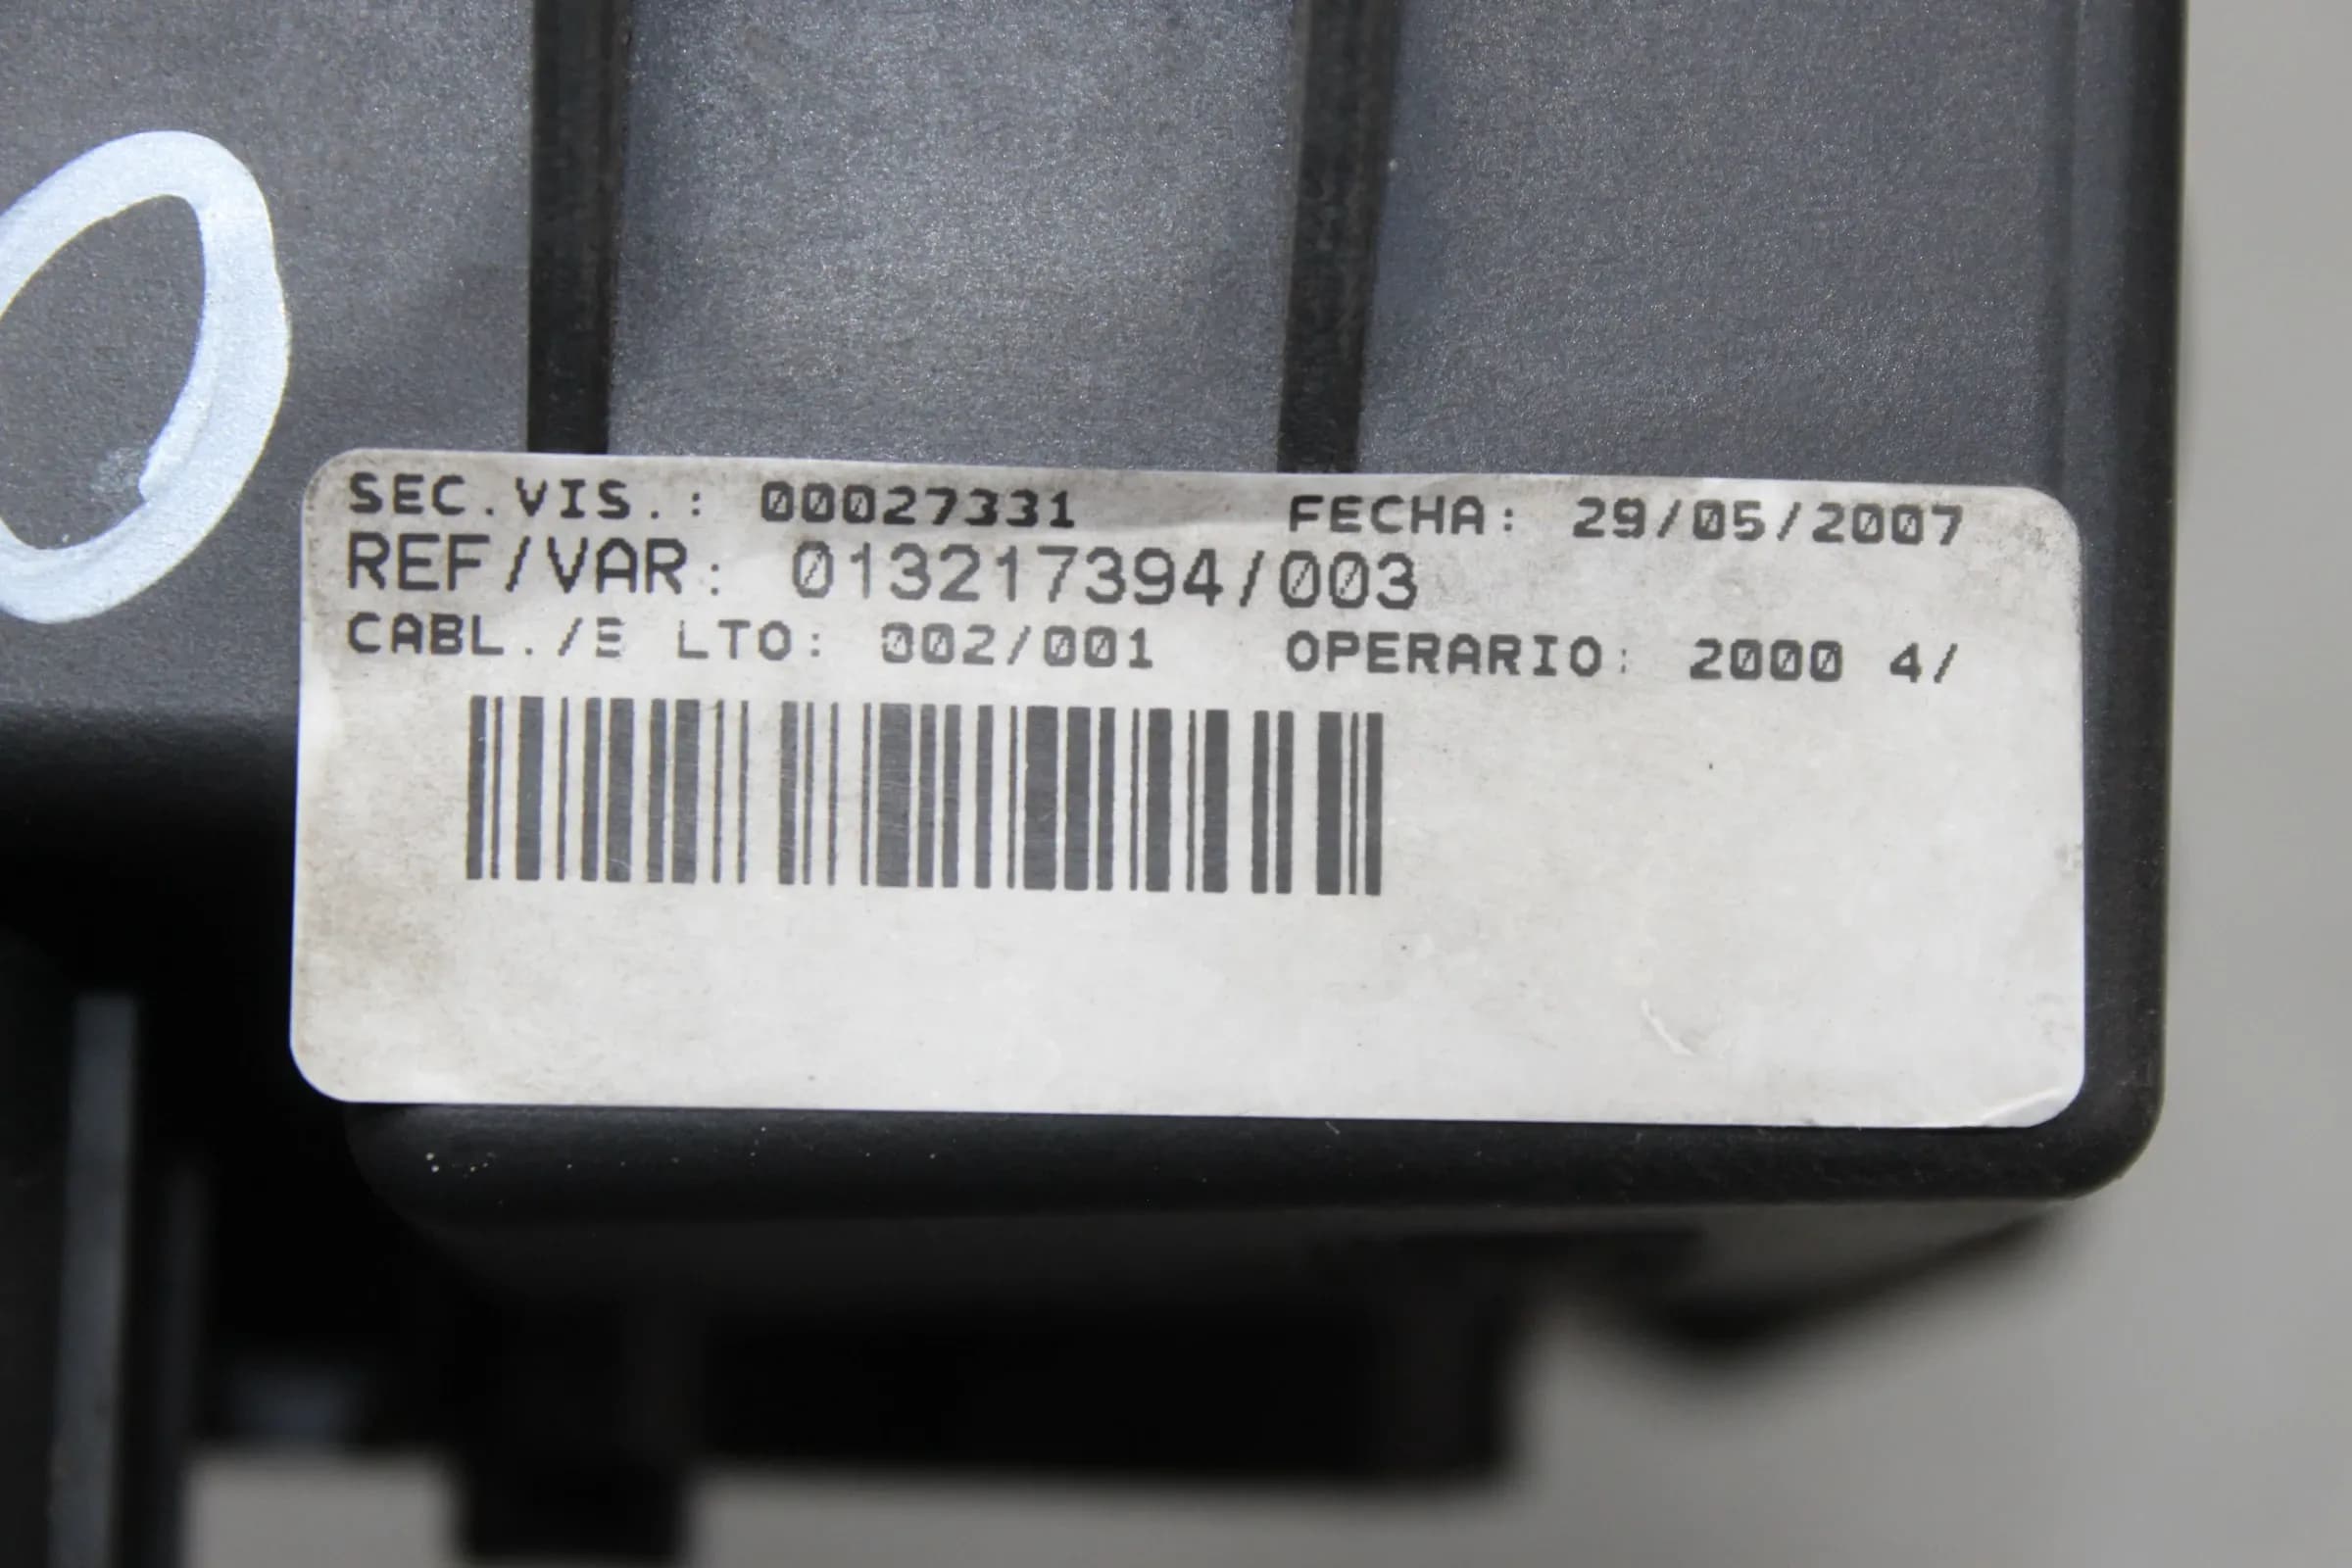 SEC.VIS.: 00027331 FECHA: 29/05/2007
REF/VAR: 013217394/003
CABL./E LTO: 002/001 OPERARIO: 2000 4/